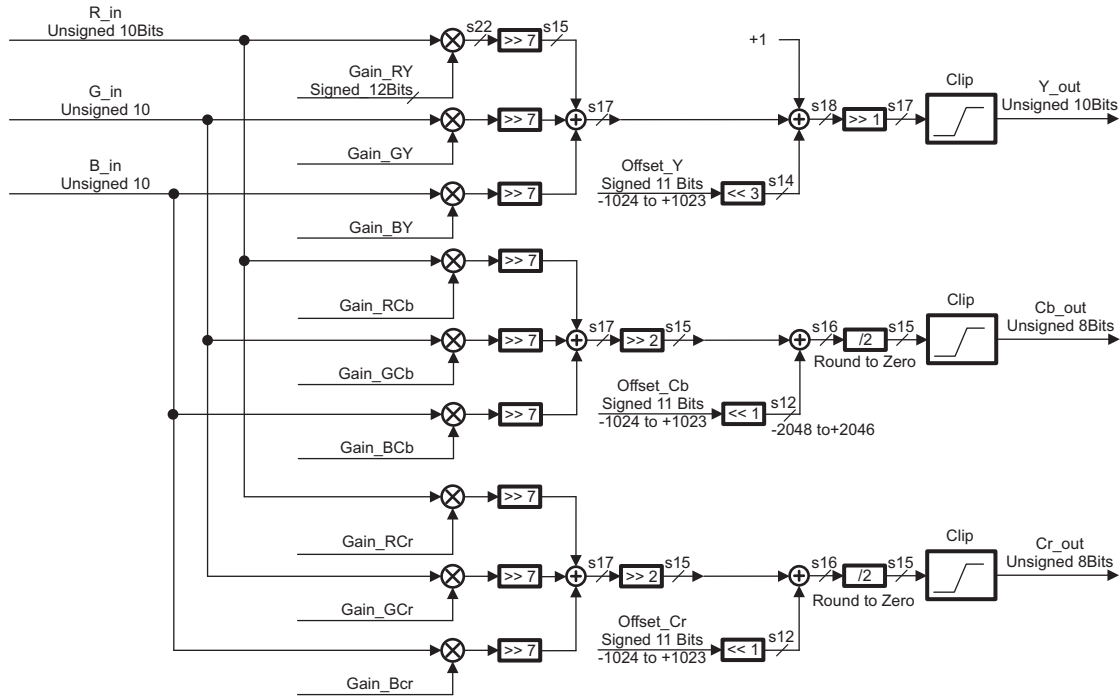 R_in
Unsigned 10Bits
s22
>> 7
s15
+1
Gain_RY
Signed_12Bits
Clip
Y_out
Unsigned 10Bits
G_in
Unsigned 10
>> 7
s17
s18
>> 1
s17
Gain_GY
Offset_Y
Signed 11 Bits
-1024 to +1023
<< 3
s14
B_in
Unsigned 10
>> 7
Gain_BY
>> 7
Gain_RCb
Clip
Cb_out
Unsigned 8Bits
>> 7
s17
>> 2
s15
s16
/2
s15
Round to Zero
Gain_GCb
Offset_Cb
Signed 11 Bits
-1024 to +1023
<< 1
s12
-2048 to+2046
>> 7
Gain_BCb
>> 7
Gain_RCr
Clip
Cr_out
Unsigned 8Bits
>> 7
s17
>> 2
s15
s16
/2
s15
Round to Zero
Gain_GCr
Offset_Cr
Signed 11 Bits
-1024 to +1023
<< 1
s12
>> 7
Gain_Bcr